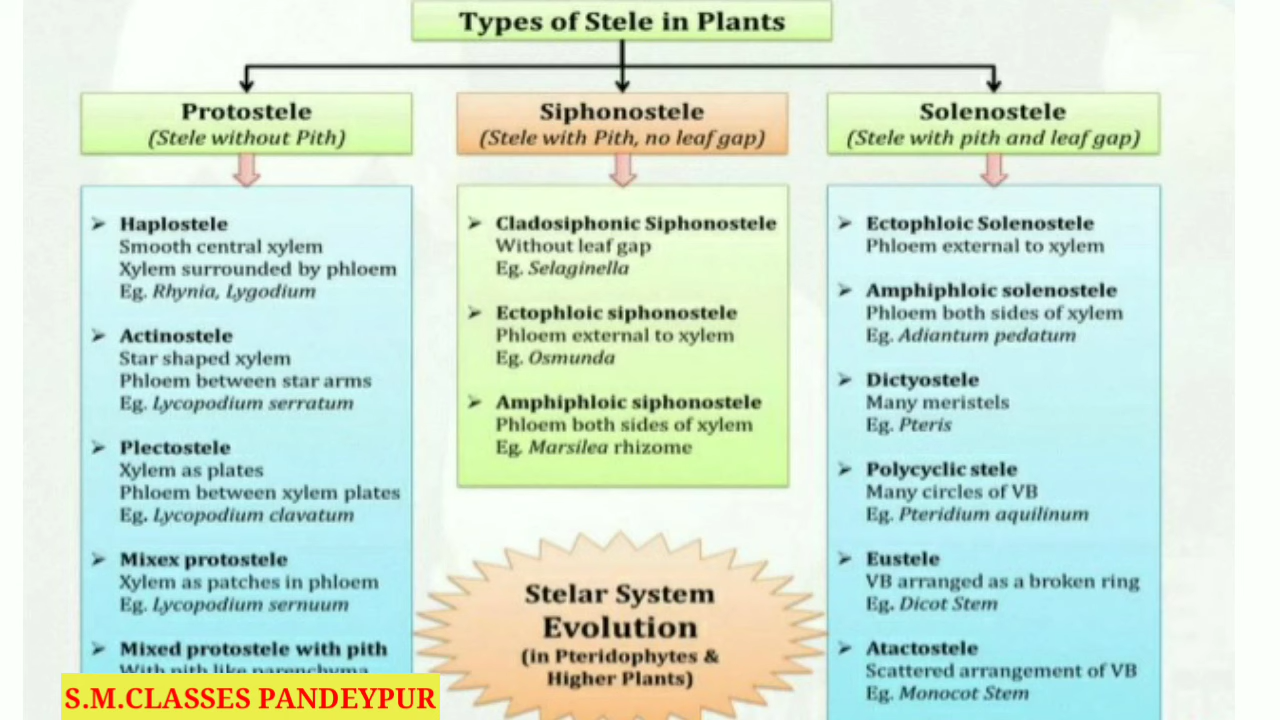 Types of Stele in Plants
Protostele
(Stele without Pith)
➢ Haplostele
Smooth central xylem
Xylem surrounded by phloem
Eg. Rhynia, Lygodium
➢ Actinostele
Star shaped xylem
Phloem between star arms
Eg. Lycopodium serratum
➢ Plectostele
Xylem as plates
Phloem between xylem plates
Eg. Lycopodium clavatum
➢ Mixex protostele
Xylem as patches in phloem
Eg. Lycopodium sernuum
➢ Mixed protostele with pith
With pith like parenchyma
Siphonostele
(Stele with Pith, no leaf gap)
➢ Cladosiphonic Siphonostele
Without leaf gap
Eg. Selaginella
➢ Ectophloic siphonostele
Phloem external to xylem
Eg. Osmunda
➢ Amphiphloic siphonostele
Phloem both sides of xylem
Eg. Marsilea rhizome
Solenostele
(Stele with pith and leaf gap)
➢ Ectophloic Solenostele
Phloem external to xylem
➢ Amphiphloic solenostele
Phloem both sides of xylem
Eg. Adiantum pedatum
➢ Dictyostele
Many meristels
Eg. Pteris
➢ Polycyclic stele
Many circles of VB
Eg. Pteridium aquilinum
➢ Eustele
VB arranged as a broken ring
Eg. Dicot Stem
➢ Atactostele
Scattered arrangement of VB
Eg. Monocot Stem
Stelar System
Evolution
(in Pteridophytes &
Higher Plants)
S.M.CLASSES PANDEYPUR